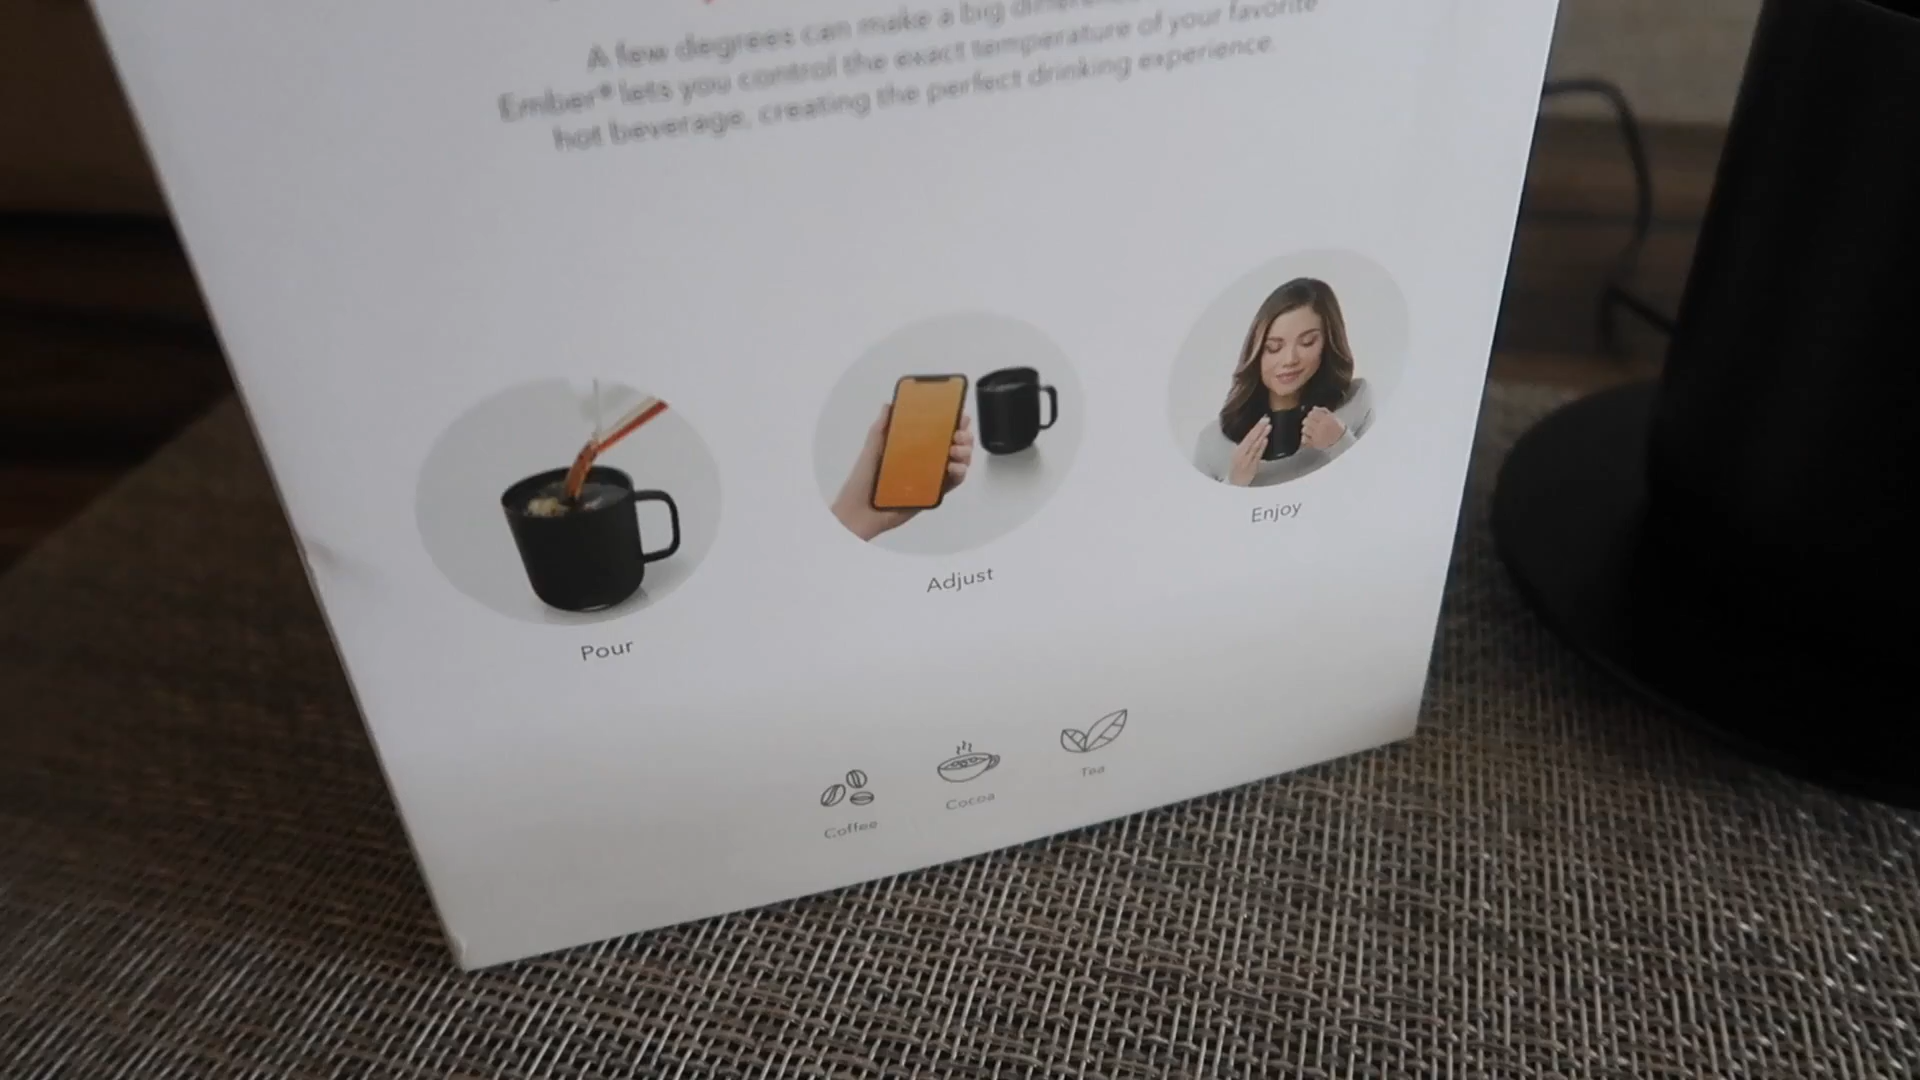 A few degrees can make a big difference.
Ember® lets you control the exact temperature of your favorite
hot beverage, creating the perfect drinking experience.
Pour
Adjust
Enjoy
Coffee
Cocoa
Tea